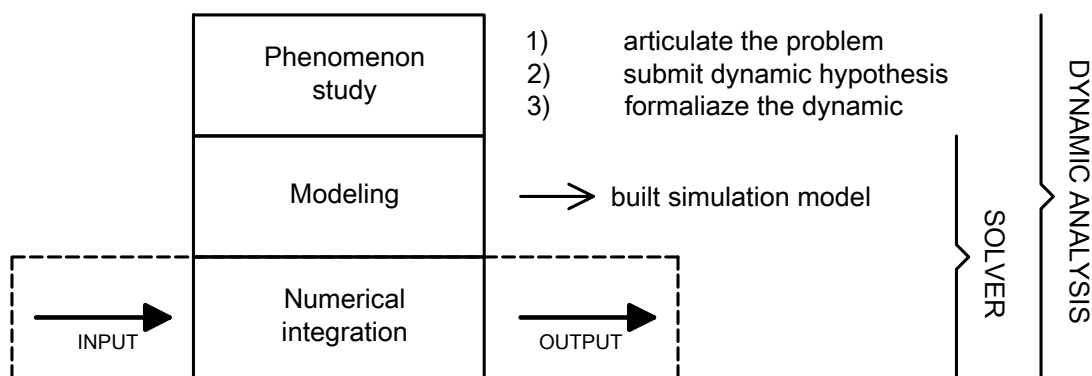 Phenomenon
study
1) articulate the problem
2) submit dynamic hypothesis
3) formaliaze the dynamic
Modeling
built simulation model
Numerical
integration
INPUT
OUTPUT
SOLVER
DYNAMIC ANALYSIS